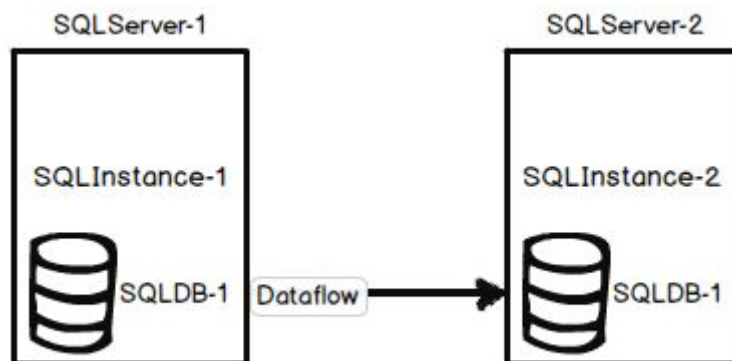 SQLServer-1
SQLServer-2
SQLInstance-1
SQLInstance-2
SQLDB-1
Dataflow
SQLDB-1